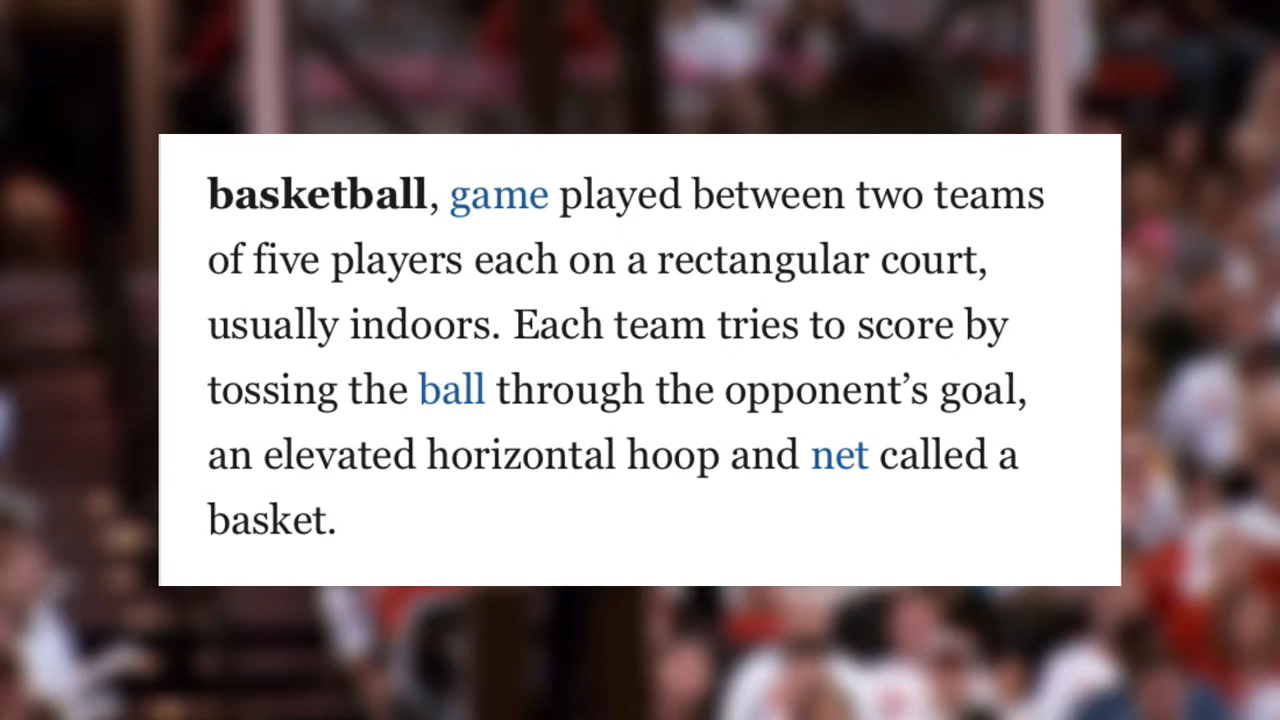 basketball, game played between two teams
of five players each on a rectangular court,
usually indoors. Each team tries to score by
tossing the ball through the opponent’s goal,
an elevated horizontal hoop and net called a
basket.